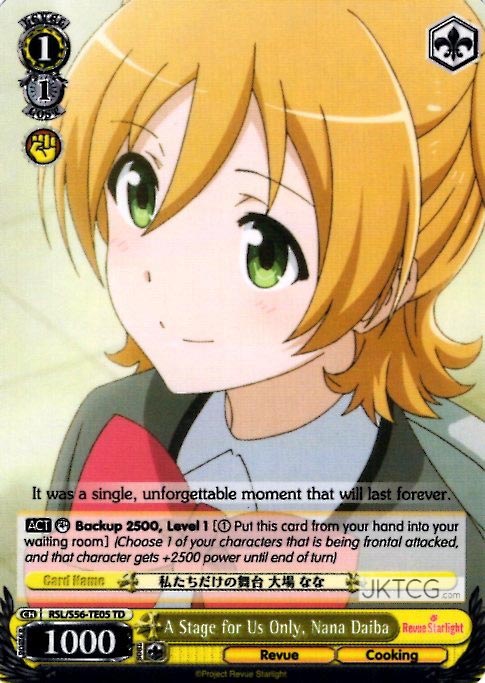 LEVEL
1
1
COST
It was a single, unforgettable moment that will last forever.
ACT Backup 2500, Level 1 [① Put this card from your hand into your
waiting room] (Choose 1 of your characters that is being frontal attacked,
and that character gets +2500 power until end of turn)
Card Name 私たちだけの舞台 大場 なな
JKTCG.com
CH RSL/S56-TE05 TD
1000 A Stage for Us Only, Nana Daiba Revue Starlight
Revue Cooking
©Project Revue Starlight